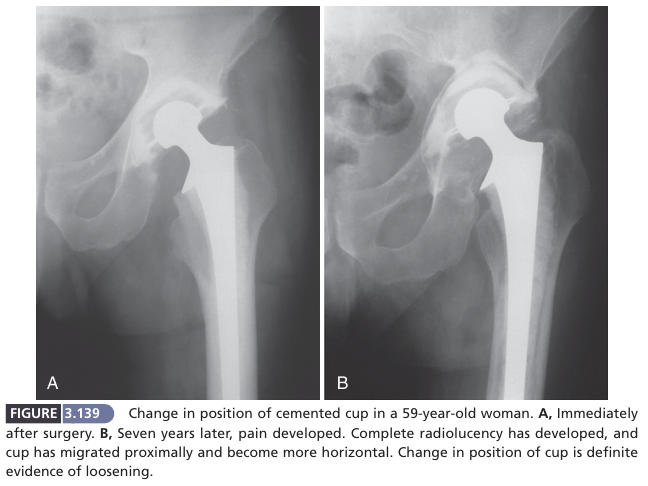 A
B
FIGURE 3.139 Change in position of cemented cup in a 59-year-old woman. A, Immediately
after surgery. B, Seven years later, pain developed. Complete radiolucency has developed, and
cup has migrated proximally and become more horizontal. Change in position of cup is definite
evidence of loosening.